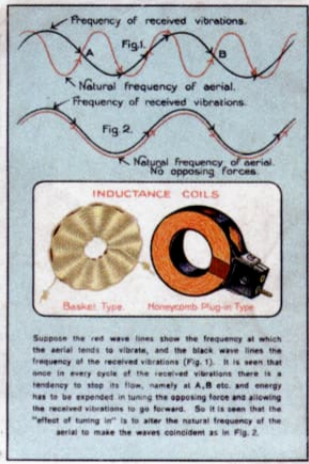 Frequency of received vibrations.
Fig.1.
A
B
Natural frequency of aerial.
Frequency of received vibrations.
Fig. 2.
Natural frequency of aerial.
No opposing forces.
INDUCTANCE COILS
Basket Type.
Honeycomb Plug-in Type
Suppose the red wave lines show the frequency at which
the aerial tends to vibrate, and the black wave lines the
frequency of the received vibrations (Fig. 1). It is seen that
once in every cycle of the received vibrations there is a
tendency to stop its flow, namely at A, B etc. and energy
has to be expended in tuning the opposing force and allowing
the received vibrations to go forward. So it is seen that the
"effect of tuning in" is to alter the natural frequency of the
aerial to make the waves coincident as in Fig. 2.